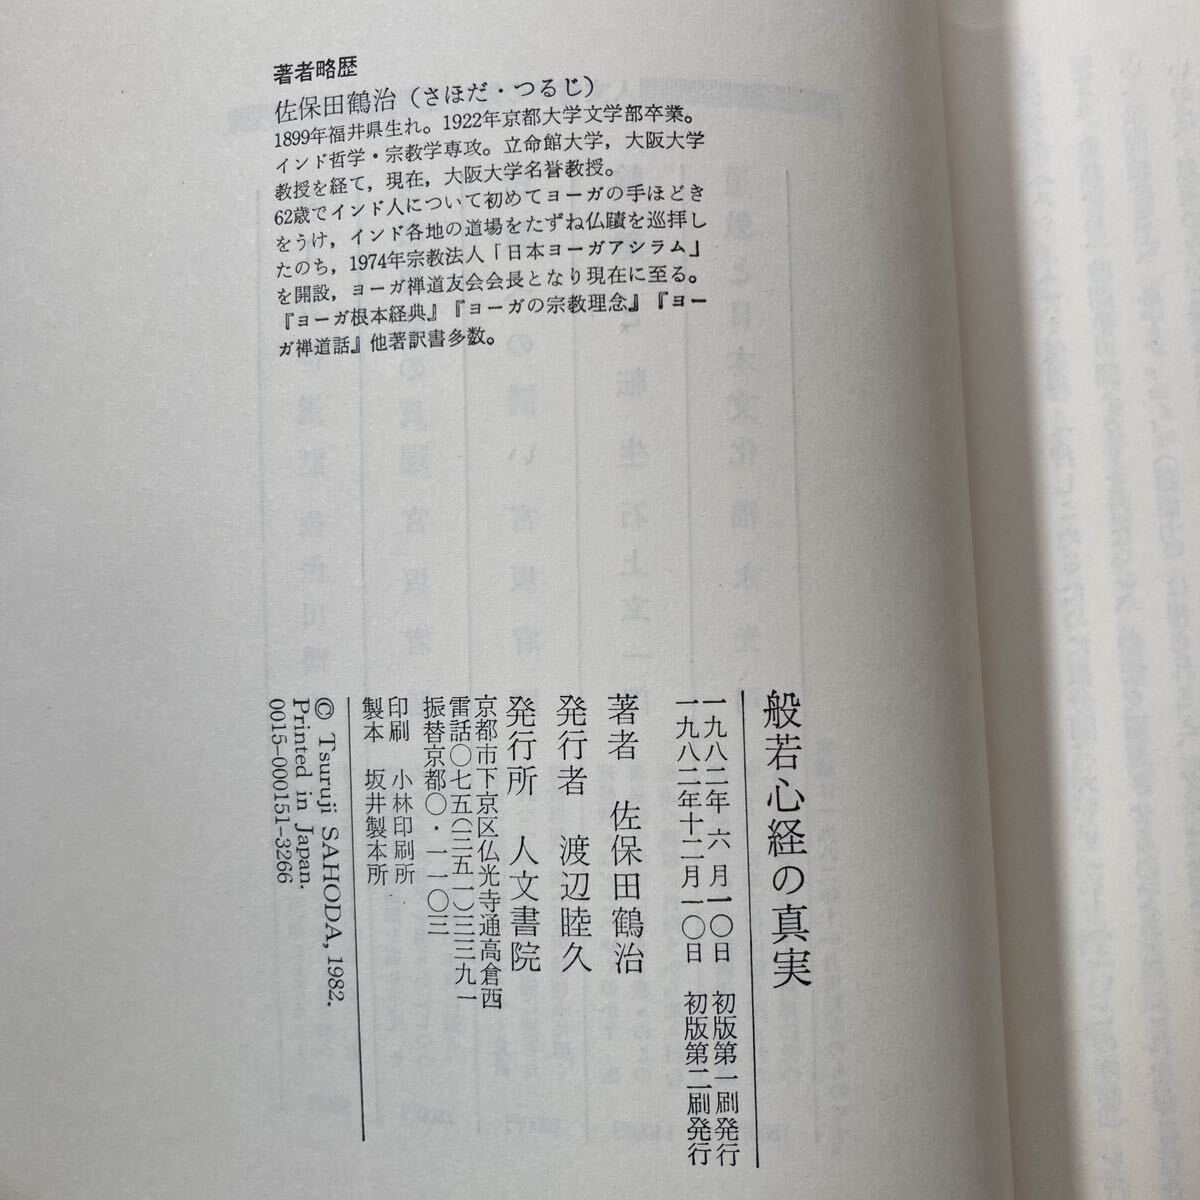 著者略歴
佐保田鶴治（さほだ・つるじ）
1899年福井県生れ。1922年京都大学文学部卒業。
インド哲学・宗教学専攻。立命館大学，大阪大学
教授を経て，現在，大阪大学名誉教授。
62歳でインド人について初めてヨーガの手ほどき
をうけ，インド各地の道場をたずね仏蹟を巡拝し
たのち，1974年宗教法人「日本ヨーガアシラム」
を開設，ヨーガ禅道友会会長となり現在に至る。
『ヨーガ根本経典』『ヨーガの宗教理念』『ヨー
ガ禅道話』他著訳書多数。
般若心経の真実
一九八二年 六月一〇日 初版第一刷発行
一九八二年十二月一〇日 初版第二刷発行
著者 佐保田鶴治
発行者 渡辺睦久
発行所 人文書院
京都市下京区仏光寺通高倉西
電話〇七五(三五一)三三九一
振替京都〇・一一〇三
印刷 小林印刷所
製本 坂井製本所
© Tsuruji SAHODA, 1982.
Printed in Japan.
0015-000151-3266